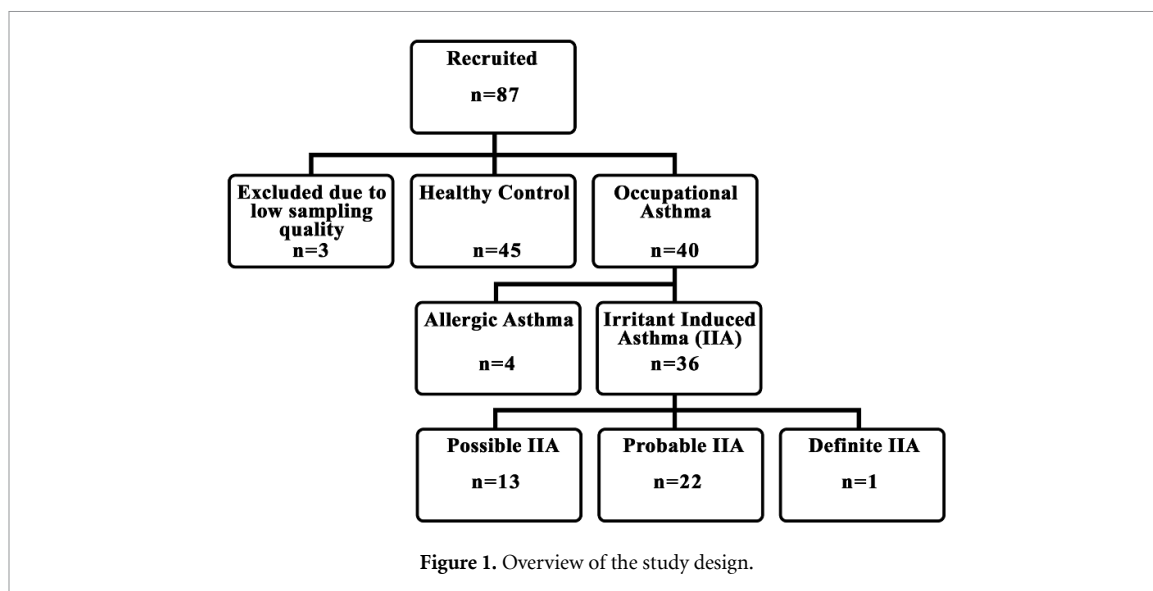 Recruited
n=87
Excluded due to
low sampling
quality
n=3
Healthy Control
n=45
Occupational
Asthma
n=40
Allergic Asthma
n=4
Irritant Induced
Asthma (IIA)
n=36
Possible IIA
n=13
Probable IIA
n=22
Definite IIA
n=1
Figure 1. Overview of the study design.